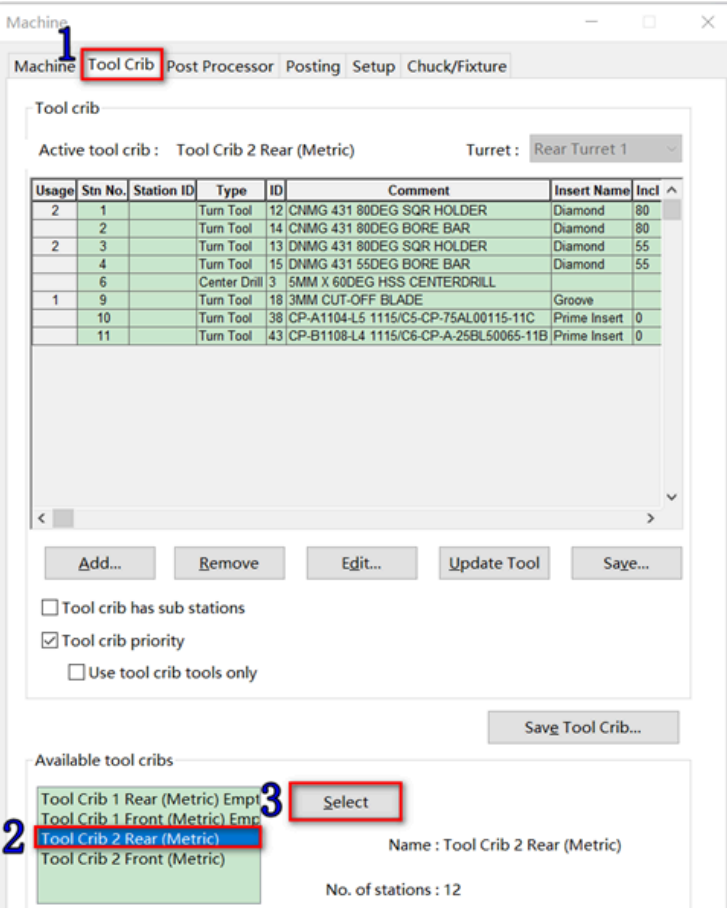 Machine
1
Machine Tool Crib Post Processor Posting Setup Chuck/Fixture
Tool crib
Active tool crib : Tool Crib 2 Rear (Metric) Turret : Rear Turret 1
Usage Stn No. Station ID Type ID Comment Insert Name Incl
2 1 Turn Tool 12 CNMG 431 80DEG SQR HOLDER Diamond 80
2 Turn Tool 14 CNMG 431 80DEG BORE BAR Diamond 80
2 3 Turn Tool 13 DNMG 431 80DEG SQR HOLDER Diamond 55
4 Turn Tool 15 DNMG 431 55DEG BORE BAR Diamond 55
6 Center Drill 3 5MM X 60DEG HSS CENTERDRILL
1 9 Turn Tool 18 3MM CUT-OFF BLADE Groove
10 Turn Tool 38 CP-A1104-L5 1115/C5-CP-75AL00115-11C Prime Insert 0
11 Turn Tool 43 CP-B1108-L4 1115/C6-CP-A-25BL50065-11B Prime Insert 0
Add... Remove Edit... Update Tool Save...
Tool crib has sub stations
Tool crib priority
Use tool crib tools only
Save Tool Crib...
Available tool cribs
Tool Crib 1 Rear (Metric) Empt 3 Select
Tool Crib 1 Front (Metric) Emp
2 Tool Crib 2 Rear (Metric)
Name : Tool Crib 2 Rear (Metric)
Tool Crib 2 Front (Metric)
No. of stations : 12